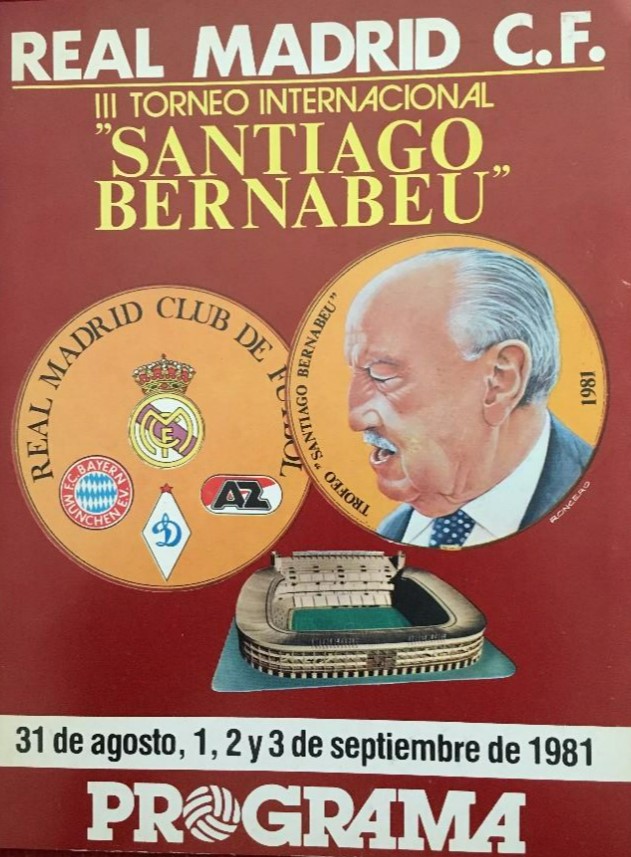 REAL MADRID C.F.
III TORNEO INTERNACIONAL
"SANTIAGO
BERNABEU"
REAL MADRID CLUB DE FUTBOL
F.C. BAYERN
MÜNCHEN E.V.
AZ
Д
TROFEO "SANTIAGO BERNABEU"
1981
RONCERO
31 de agosto, 1, 2 y 3 de septiembre de 1981
PROGRAMA